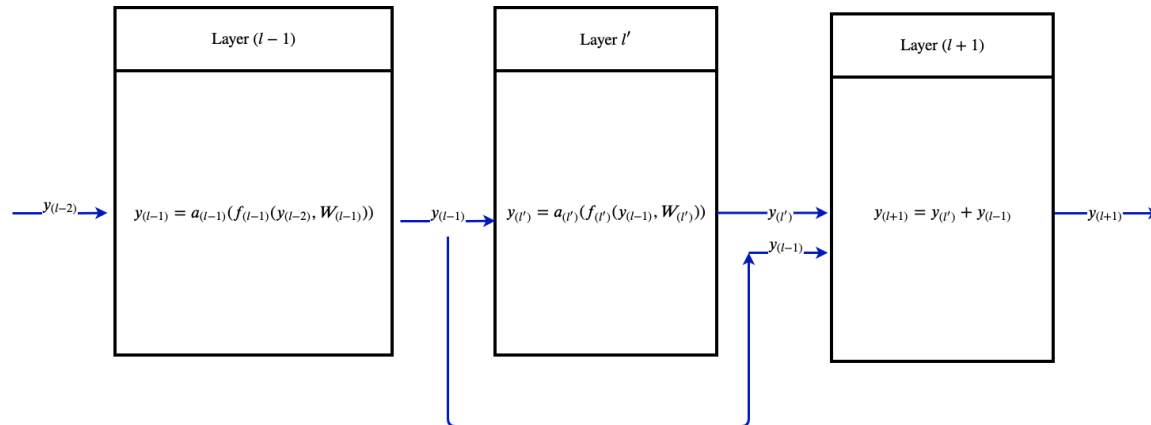 Layer (l − 1)
Layer l′
Layer (l + 1)
y(l−2)
y(l−1) = a(l−1)(f(l−1)(y(l−2), W(l−1)))
y(l−1)
y(l′) = a(l′)(f(l′)(y(l−1), W(l′)))
y(l′)
y(l−1)
y(l+1) = y(l′) + y(l−1)
y(l+1)